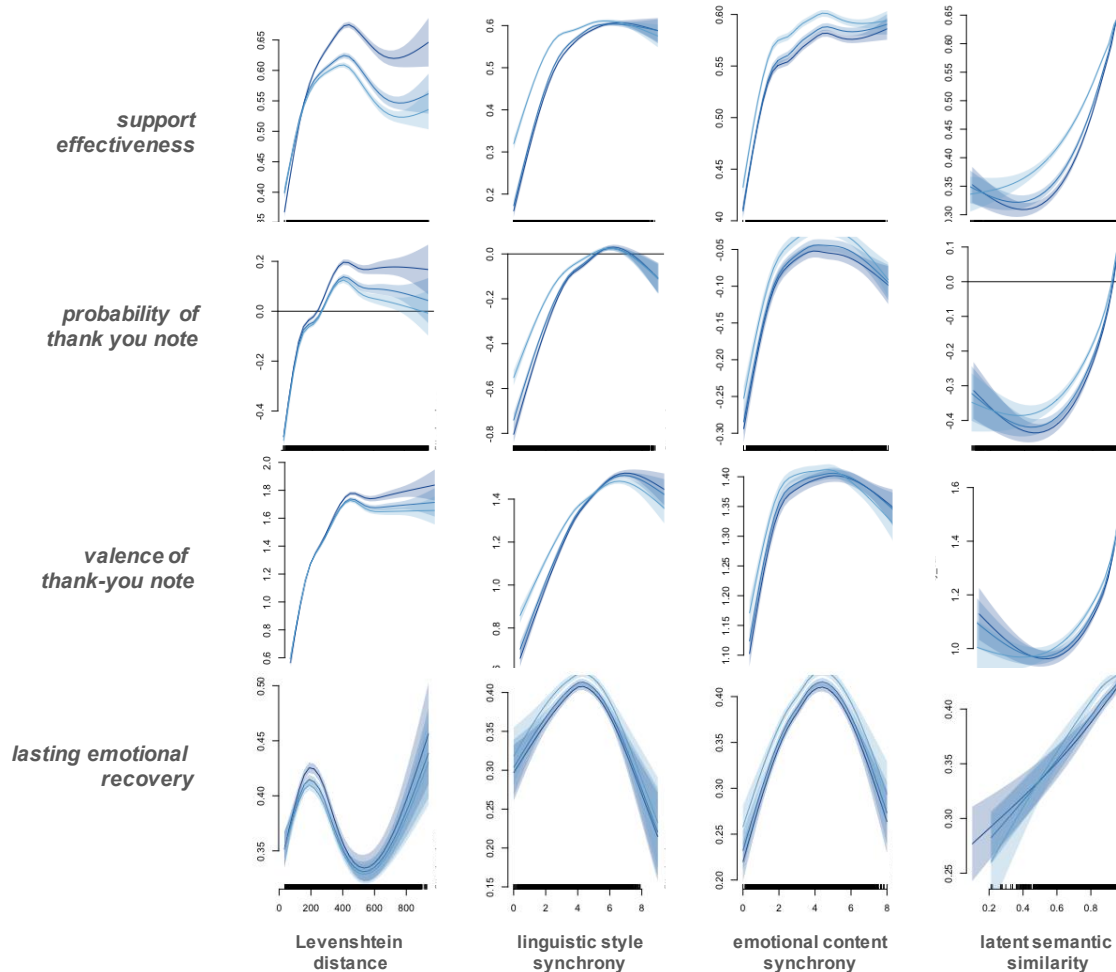 0.35 0.40 0.45 0.50 0.55 0.60 0.65
0.2 0.3 0.4 0.5 0.6
0.40 0.50 0.55 0.60
0.30 0.35 0.40 0.45 0.50 0.55 0.60 0.65
support
effectiveness
-0.4 -0.2 0.0 0.2
-0.8 -0.6 -0.4 -0.2 0.0
-0.30 -0.25 -0.20 -0.15 -0.10 -0.05
-0.4 -0.3 -0.2 -0.1 0.0 0.1
probability of
thank you note
0.6 0.8 1.0 1.2 1.4 1.6 1.8 2.0
0.8 1.0 1.2 1.4
1.10 1.15 1.20 1.25 1.30 1.35 1.40
1.0 1.2 1.4 1.6
valence of
thank-you note
0.35 0.40 0.45 0.50
0.15 0.20 0.25 0.30 0.35 0.40
0.20 0.25 0.30 0.35 0.40
0.25 0.30 0.35 0.40
lasting emotional
recovery
0 200 400 600 800
0 2 4 6 8
0 2 4 6 8
0.2 0.4 0.6 0.8
Levenshtein
distance
linguistic style
synchrony
emotional content
synchrony
latent semantic
similarity